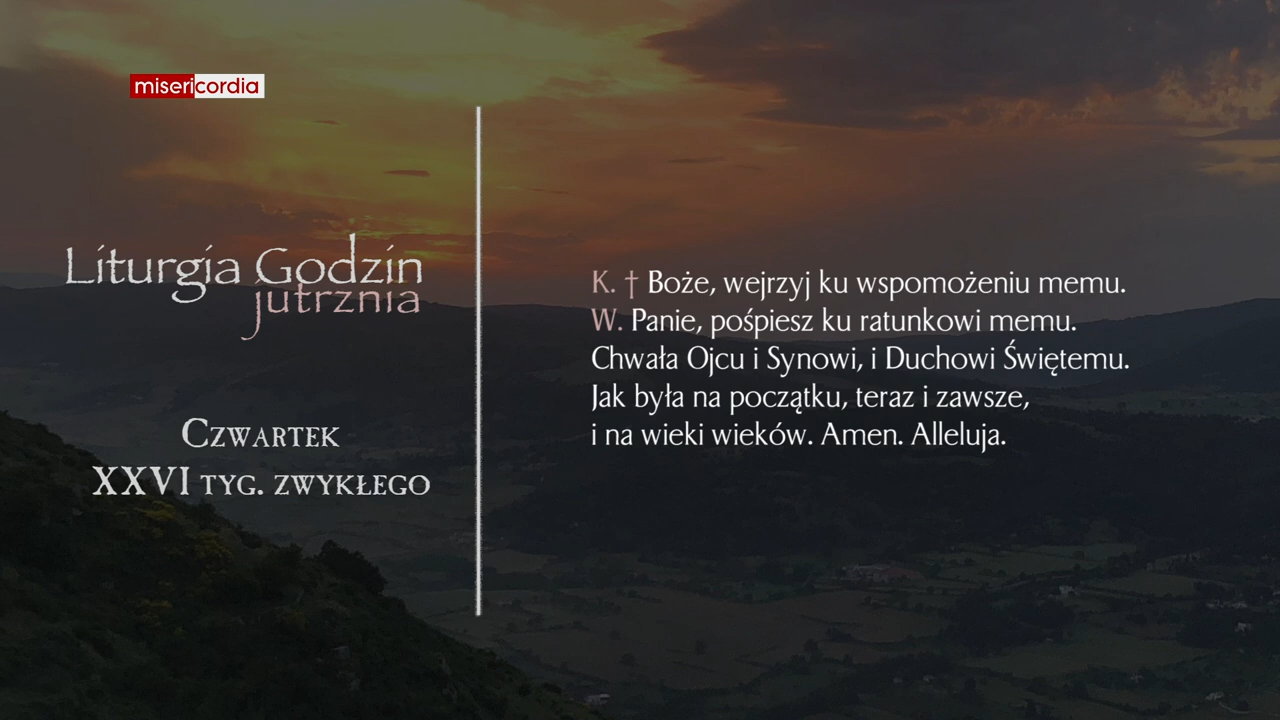 misericordia
Liturgia Godzin
jutrznia
Czwartek
XXVI tyg. zwykłego
K. † Boże, wejrzyj ku wspomożeniu memu.
W. Panie, pośpiesz ku ratunkowi memu.
Chwała Ojcu i Synowi, i Duchowi Świętemu.
Jak była na początku, teraz i zawsze,
i na wieki wieków. Amen. Alleluja.